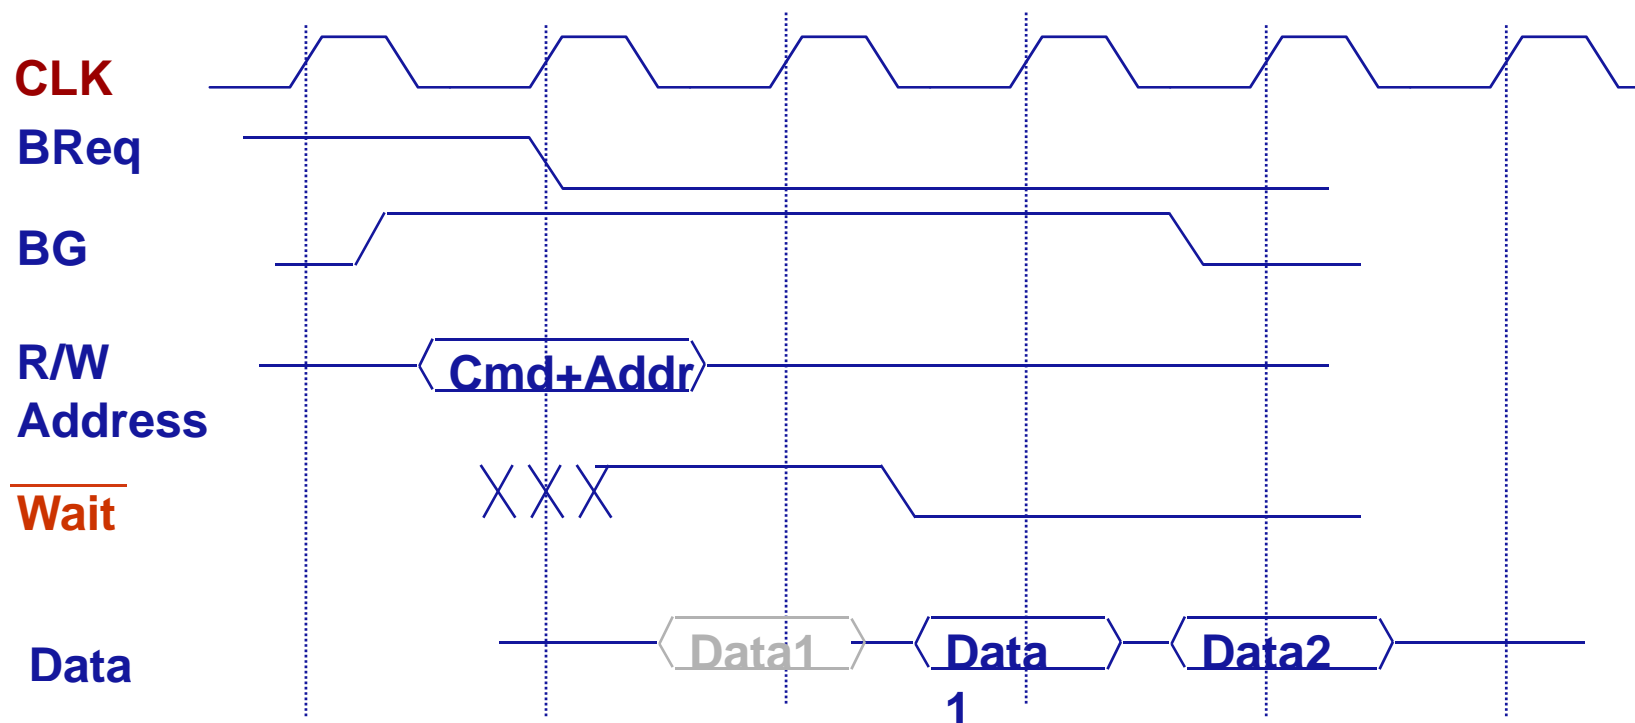 CLK
BReq
BG
R/W
Address
Cmd+Addr
Wait
Data
Data1
Data
1
Data2